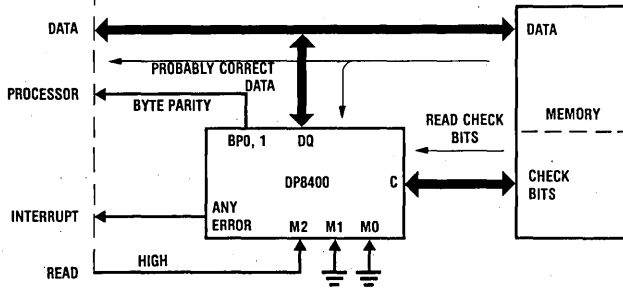 DATA
DATA
PROBABLY CORRECT
DATA
PROCESSOR
BYTE PARITY
READ CHECK
BITS
MEMORY
BP0, 1
DQ
DP8400
C
CHECK
BITS
INTERRUPT
ANY
ERROR
M2
M1
M0
HIGH
READ